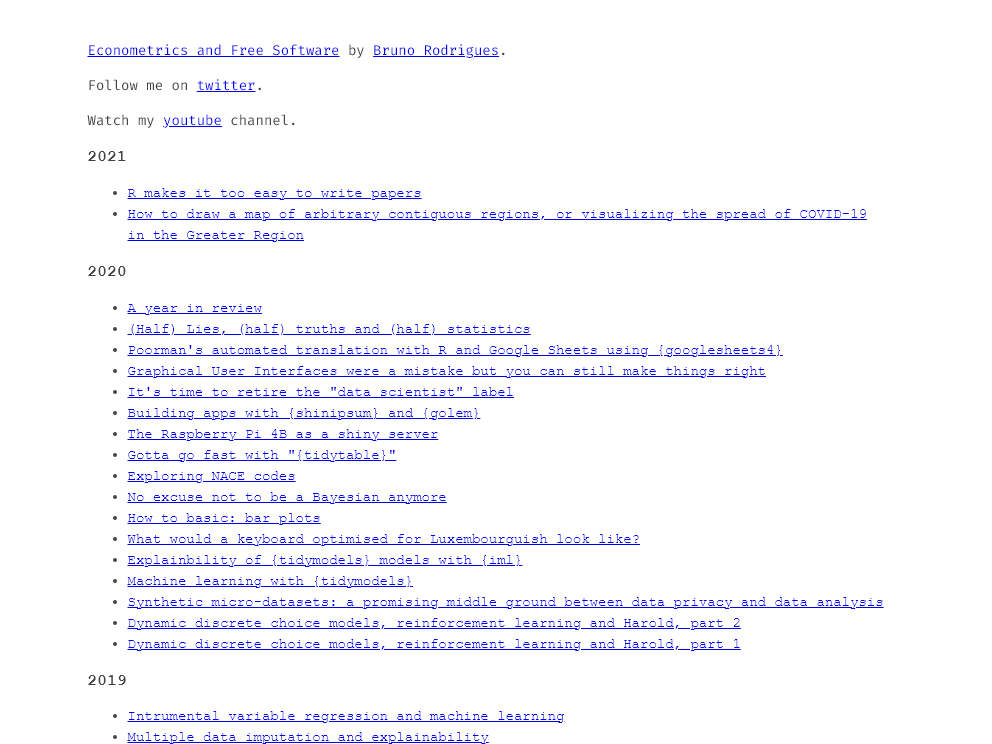 Econometrics and Free Software by Bruno Rodrigues.
Follow me on twitter.
Watch my youtube channel.
2021
• R makes it too easy to write papers
• How to draw a map of arbitrary contiguous regions, or visualizing the spread of COVID-19
in the Greater Region
2020
• A year in review
• (Half) Lies, (half) truths and (half) statistics
• Poorman's automated translation with R and Google Sheets using {googlesheets4}
• Graphical User Interfaces were a mistake but you can still make things right
• It's time to retire the "data scientist" label
• Building apps with {shinipsum} and {golem}
• The Raspberry Pi 4B as a shiny server
• Gotta go fast with "{tidytable}"
• Exploring NACE codes
• No excuse not to be a Bayesian anymore
• How to basic: bar plots
• What would a keyboard optimised for Luxembourguish look like?
• Explainbility of {tidymodels} models with {iml}
• Machine learning with {tidymodels}
• Synthetic micro-datasets: a promising middle ground between data privacy and data analysis
• Dynamic discrete choice models, reinforcement learning and Harold, part 2
• Dynamic discrete choice models, reinforcement learning and Harold, part 1
2019
• Intrumental variable regression and machine learning
• Multiple data imputation and explainability